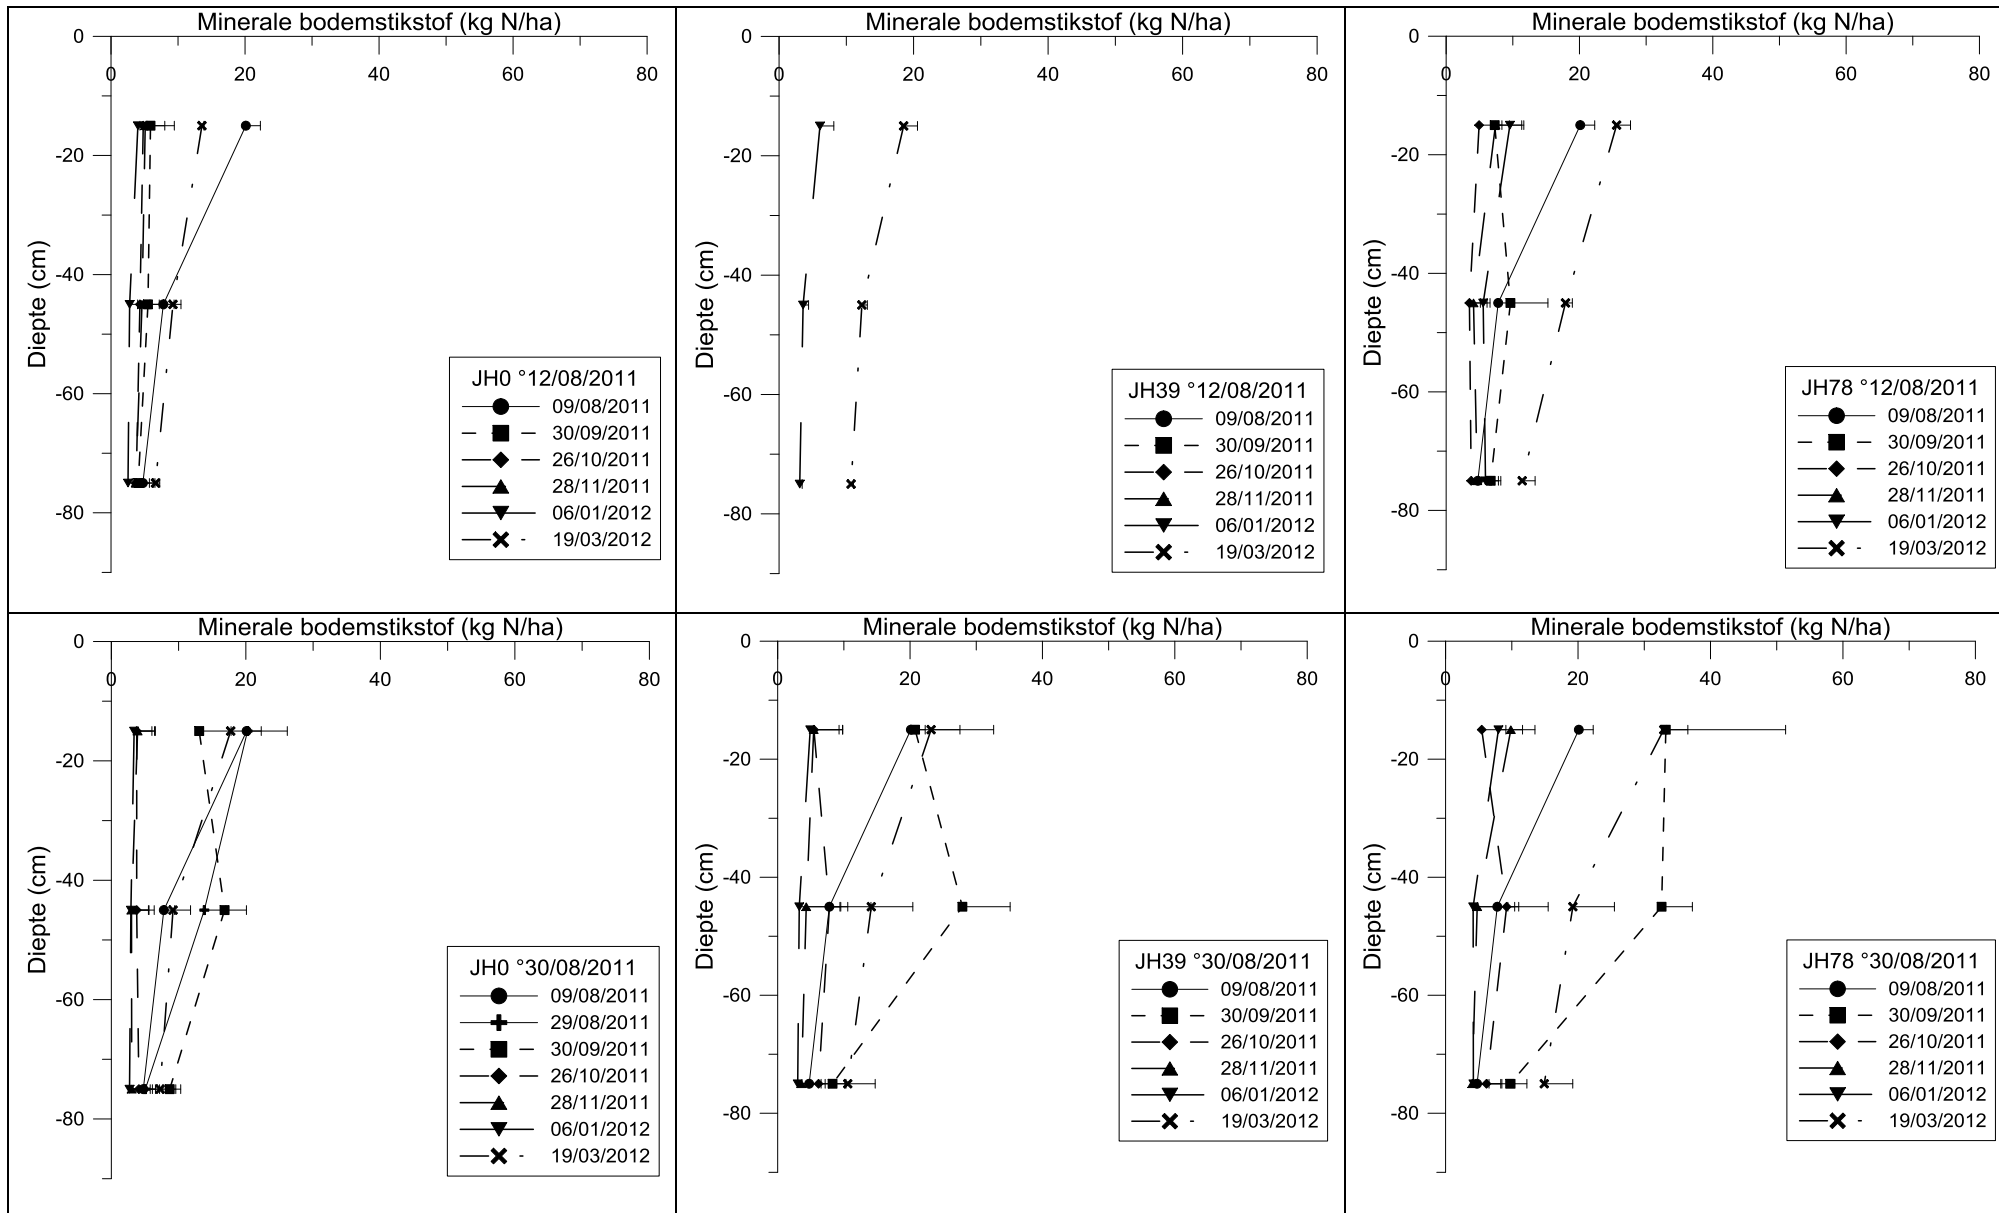 Minerale bodemstikstof (kg N/ha)
0
0 20 40 60 80
-20
-40
-60
-80
Diepte (cm)
JH0 °12/08/2011
09/08/2011
30/09/2011
26/10/2011
28/11/2011
06/01/2012
19/03/2012
Minerale bodemstikstof (kg N/ha)
0
0 20 40 60 80
-20
-40
-60
-80
Diepte (cm)
JH39 °12/08/2011
09/08/2011
30/09/2011
26/10/2011
28/11/2011
06/01/2012
19/03/2012
Minerale bodemstikstof (kg N/ha)
0
0 20 40 60 80
-20
-40
-60
-80
Diepte (cm)
JH78 °12/08/2011
09/08/2011
30/09/2011
26/10/2011
28/11/2011
06/01/2012
19/03/2012
Minerale bodemstikstof (kg N/ha)
0
0 20 40 60 80
-20
-40
-60
-80
Diepte (cm)
JH0 °30/08/2011
09/08/2011
29/08/2011
30/09/2011
26/10/2011
28/11/2011
06/01/2012
19/03/2012
Minerale bodemstikstof (kg N/ha)
0
0 20 40 60 80
-20
-40
-60
-80
Diepte (cm)
JH39 °30/08/2011
09/08/2011
30/09/2011
26/10/2011
28/11/2011
06/01/2012
19/03/2012
Minerale bodemstikstof (kg N/ha)
0
0 20 40 60 80
-20
-40
-60
-80
Diepte (cm)
JH78 °30/08/2011
09/08/2011
30/09/2011
26/10/2011
28/11/2011
06/01/2012
19/03/2012